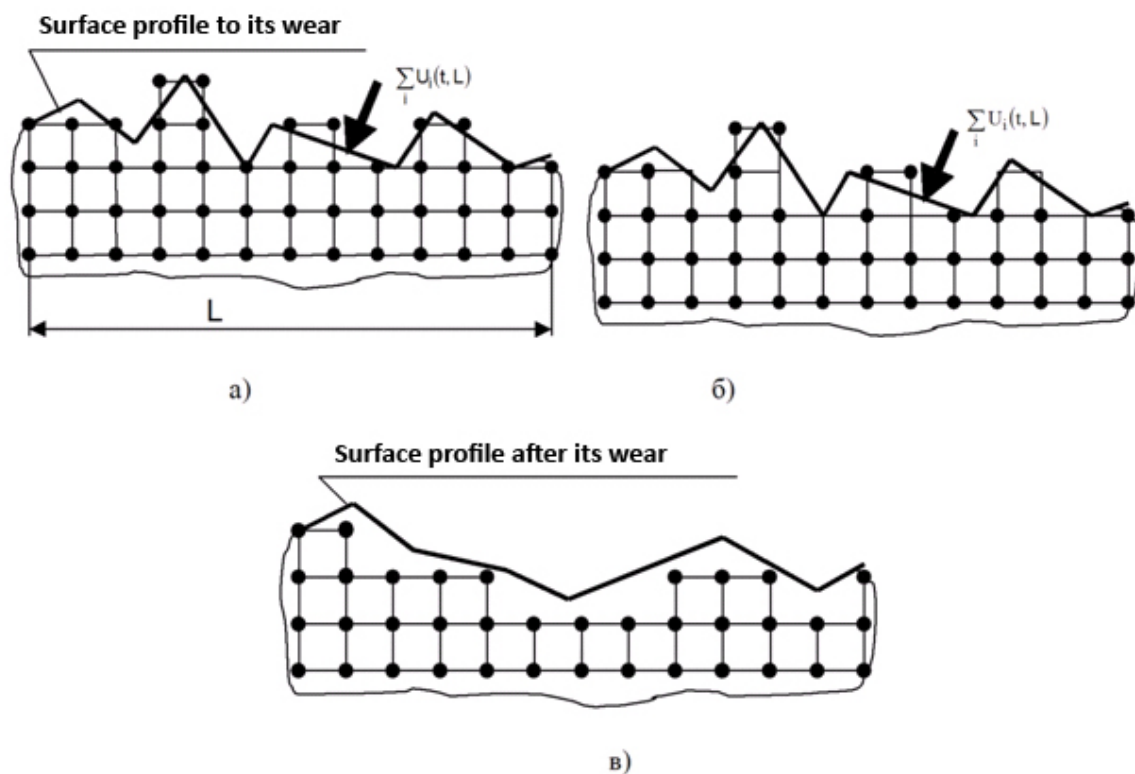 Surface profile to its wear
∑ Uᵢ(t, L)
i
∑ Uᵢ(t, L)
i
L
а)
б)
Surface profile after its wear
в)